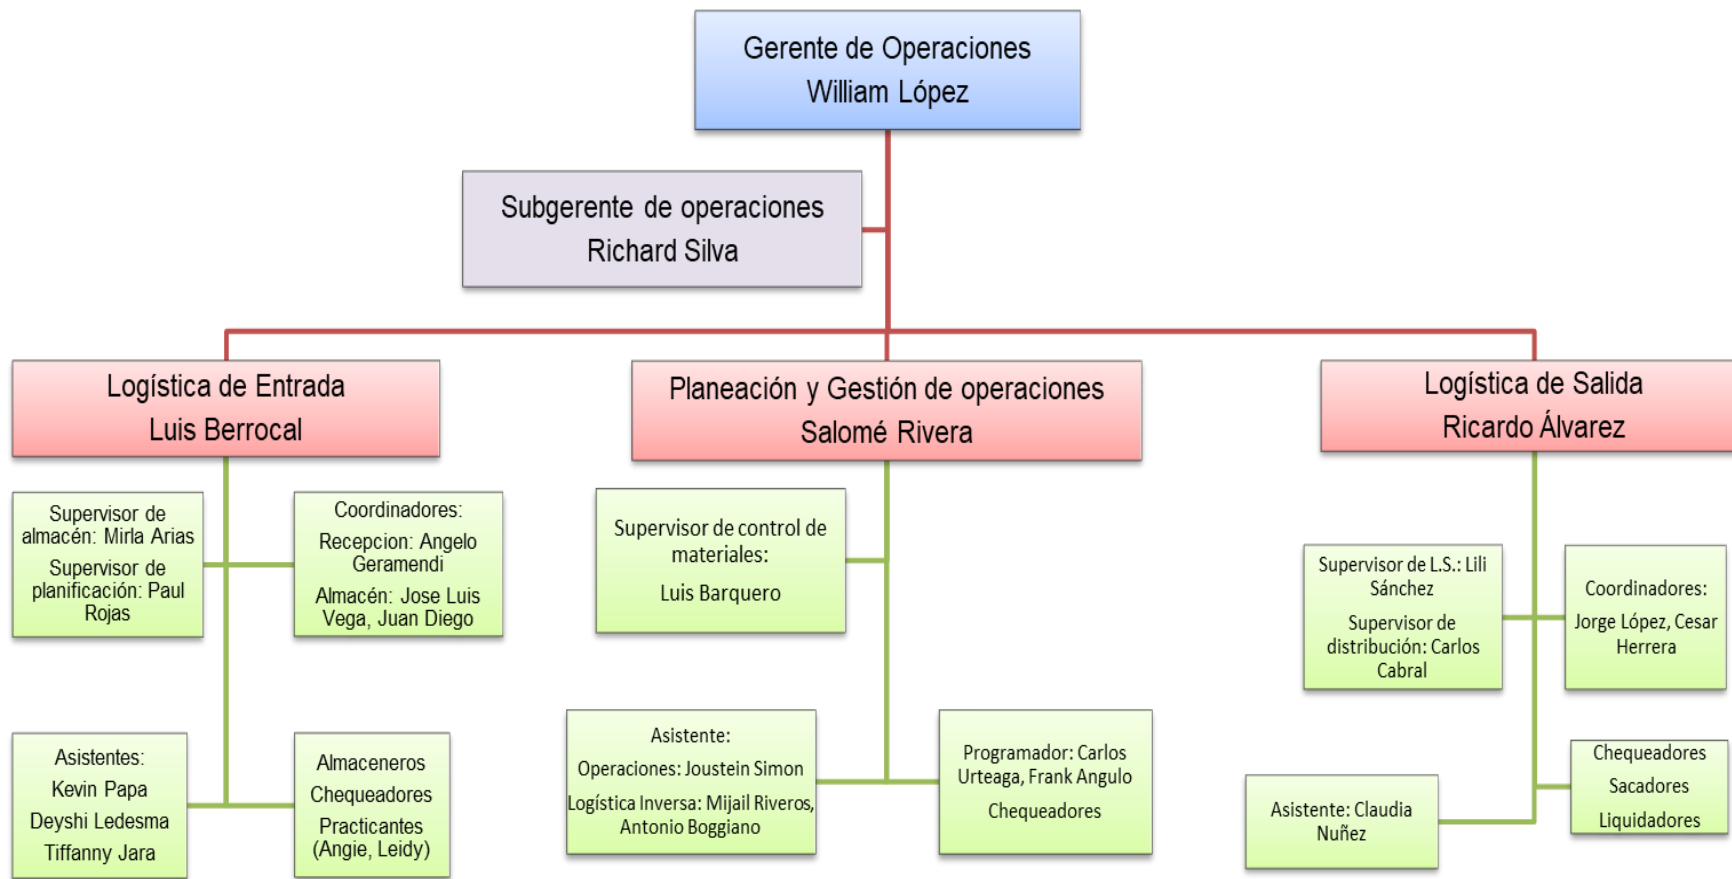 Gerente de Operaciones
William López
Subgerente de operaciones
Richard Silva
Logística de Entrada
Luis Berrocal
Planeación y Gestión de operaciones
Salomé Rivera
Logística de Salida
Ricardo Álvarez
Supervisor de
almacén: Mirla Arias
Supervisor de
planificación: Paul
Rojas
Coordinadores:
Recepcion: Angelo
Geramendi
Almacén: Jose Luis
Vega, Juan Diego
Asistentes:
Kevin Papa
Deyshi Ledesma
Tiffanny Jara
Almaceneros
Chequeadores
Practicantes
(Angie, Leidy)
Supervisor de control de
materiales:
Luis Barquero
Asistente:
Operaciones: Joustein Simon
Logística Inversa: Mijail Riveros,
Antonio Boggiano
Programador: Carlos
Urteaga, Frank Angulo
Chequeadores
Supervisor de L.S.: Lili
Sánchez
Supervisor de
distribución: Carlos
Cabral
Coordinadores:
Jorge López, Cesar
Herrera
Asistente: Claudia
Nuñez
Chequeadores
Sacadores
Liquidadores